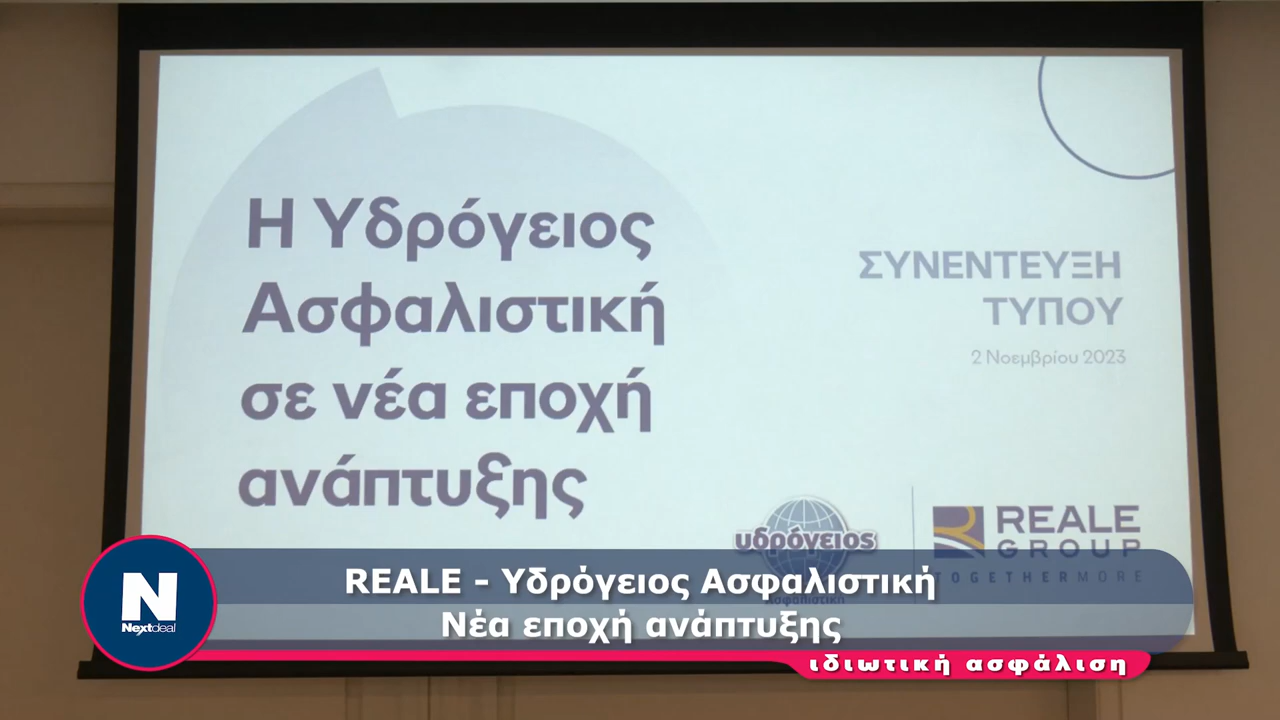 Η Υδρόγειος
Ασφαλιστική
σε νέα εποχή
ανάπτυξης
ΣΥΝΕΝΤΕΥΞΗ
ΤΥΠΟΥ
2 Νοεμβρίου 2023
υδρόγειος
Ασφαλιστική
REALE
GROUP
TOGETHERMORE
N
Nextdeal
REALE - Υδρόγειος Ασφαλιστική
Νέα εποχή ανάπτυξης
ιδιωτική ασφάλιση